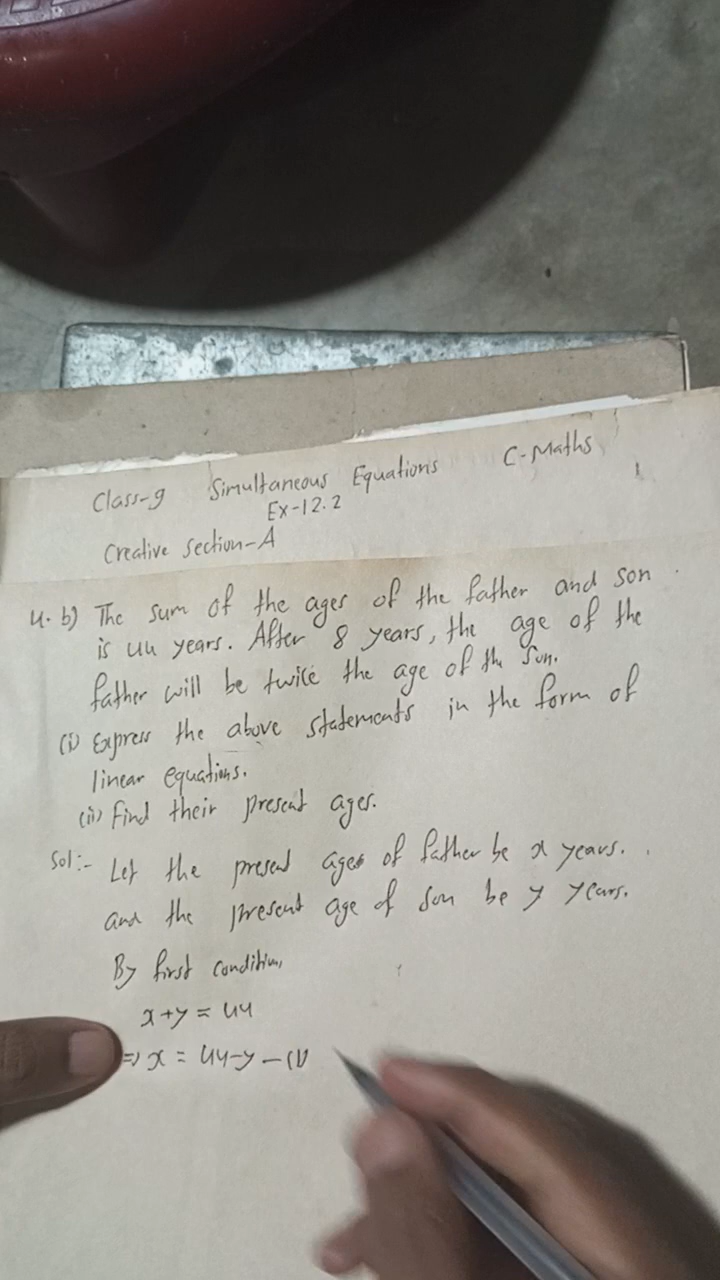 Class-9 Simultaneous Equations C-Maths
Ex-12.2
Creative Section-A
4. b) The sum of the ages of the father and son
is 44 years. After 8 years, the age of the
father will be twice the age of the son.
(i) Express the above statements in the form of
linear equations.
(ii) Find their present ages.
Sol:- Let the present ages of father be x years.
and the present age of son be y years.
By first condition,
x+y = 44
=> x = 44-y - (1)